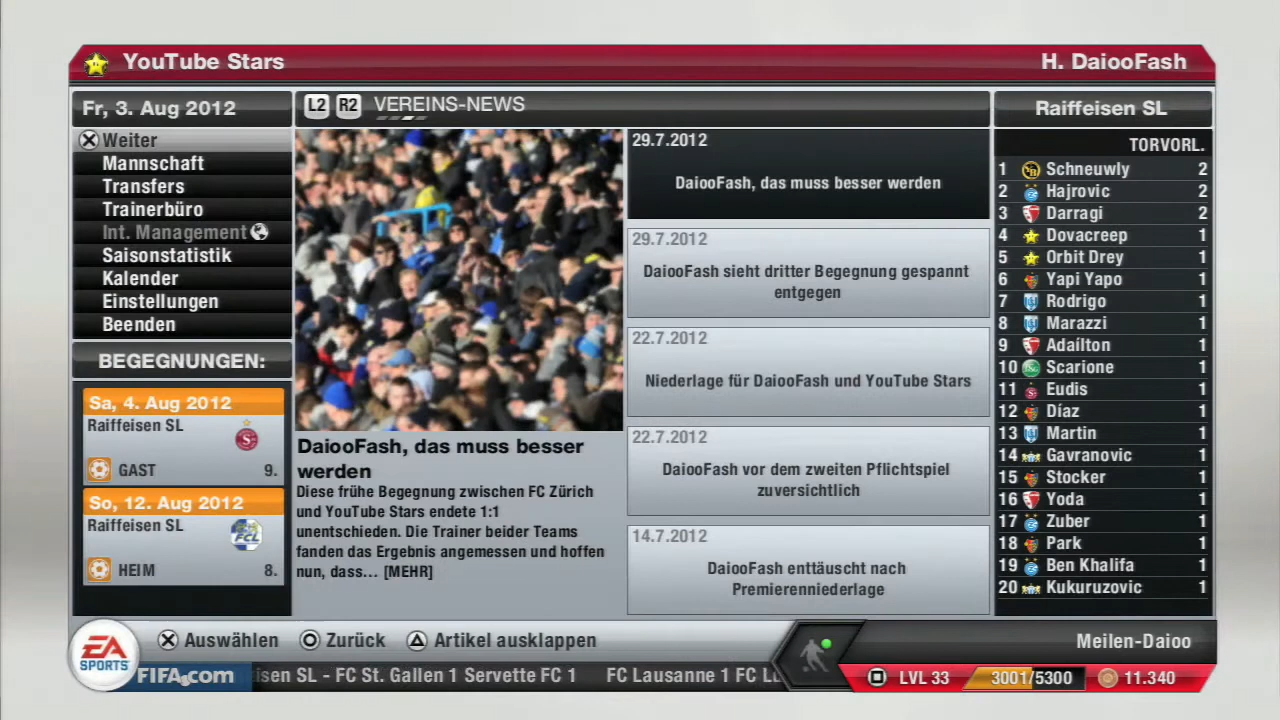 YouTube Stars
H. DaiooFash
Fr, 3. Aug 2012
L2 R2 VEREINS-NEWS
Raiffeisen SL
Weiter
Mannschaft
Transfers
Trainerbüro
Int. Management
Saisonstatistik
Kalender
Einstellungen
Beenden
BEGEGNUNGEN:
Sa, 4. Aug 2012
Raiffeisen SL
GAST 9.
So, 12. Aug 2012
Raiffeisen SL
FCL
HEIM 8.
DaiooFash, das muss besser
werden
Diese frühe Begegnung zwischen FC Zürich
und YouTube Stars endete 1:1
unentschieden. Die Trainer beider Teams
fanden das Ergebnis angemessen und hoffen
nun, dass... [MEHR]
29.7.2012
DaiooFash, das muss besser werden
29.7.2012
DaiooFash sieht dritter Begegnung gespannt
entgegen
22.7.2012
Niederlage für DaiooFash und YouTube Stars
22.7.2012
DaiooFash vor dem zweiten Pflichtspiel
zuversichtlich
14.7.2012
DaiooFash enttäuscht nach
Premierenniederlage
TORVORL.
1 Schneuwly 2
2 Hajrovic 2
3 Darragi 2
4 Dovacreep 1
5 Orbit Drey 1
6 Yapi Yapo 1
7 Rodrigo 1
8 Marazzi 1
9 Adaílton 1
10 Scarione 1
11 Eudis 1
12 Díaz 1
13 Martin 1
14 Gavranovic 1
15 Stocker 1
16 Yoda 1
17 Zuber 1
18 Park 1
19 Ben Khalifa 1
20 Kukuruzovic 1
EA
SPORTS
Auswählen Zurück Artikel ausklappen
Meilen-Daioo
FIFA.com
eisen SL - FC St. Gallen 1 Servette FC 1 FC Lausanne 1 FC
LVL 33 3001/5300 11.340